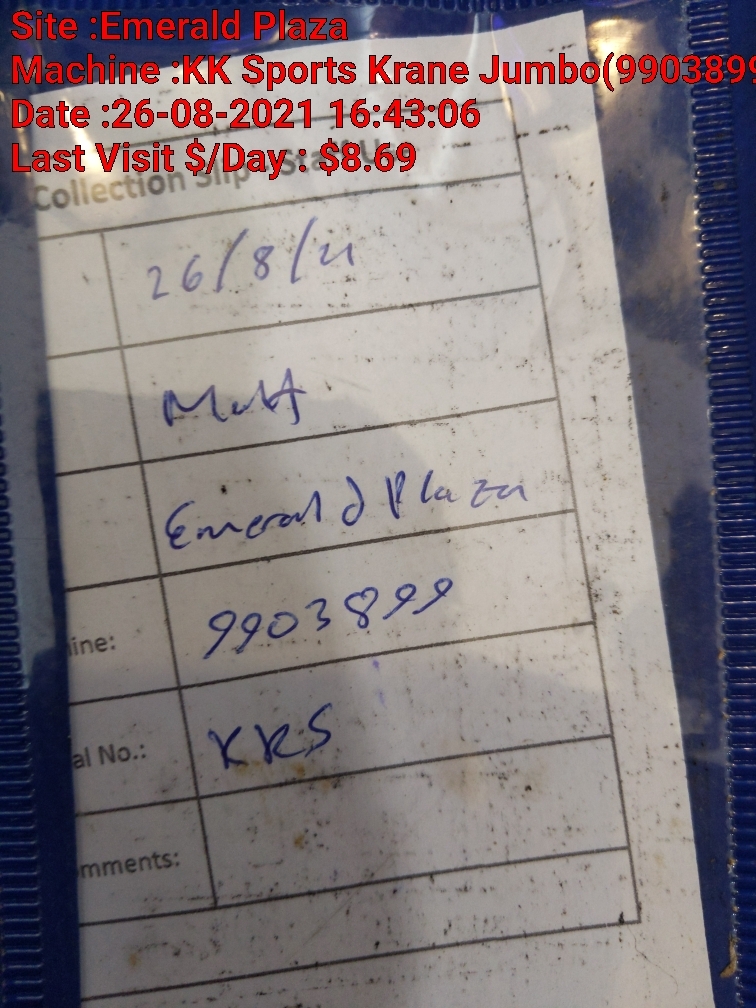 Site :Emerald Plaza
Machine :KK Sports Krane Jumbo(9903899
Date :26-08-2021 16:43:06
Last Visit $/Day : $8.69
Collection Slip
26/8/21
Matt
Emerald Plaza
ine: 9903899
al No.: KKS
mments: